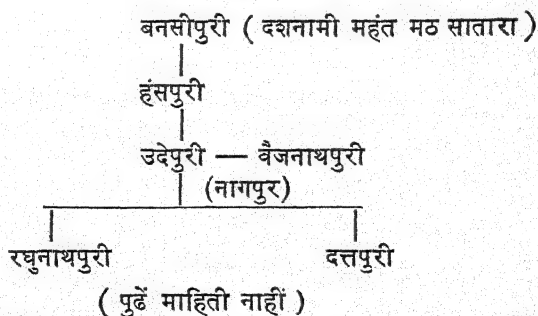 बनसीपुरी ( दशनामी महंत मठ सातारा )
हंसपुरी
उदेपुरी — वैजनाथपुरी
(नागपुर)
रघुनाथपुरी दत्तपुरी
( पुढें माहिती नाहीं )